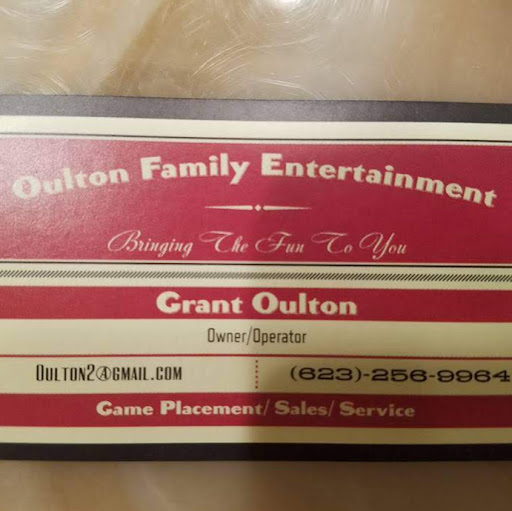 Oulton Family Entertainment
Bringing The Fun To You
Grant Oulton
Owner/Operator
Oulton2@gmail.com (623)-256-9964
Game Placement/ Sales/ Service